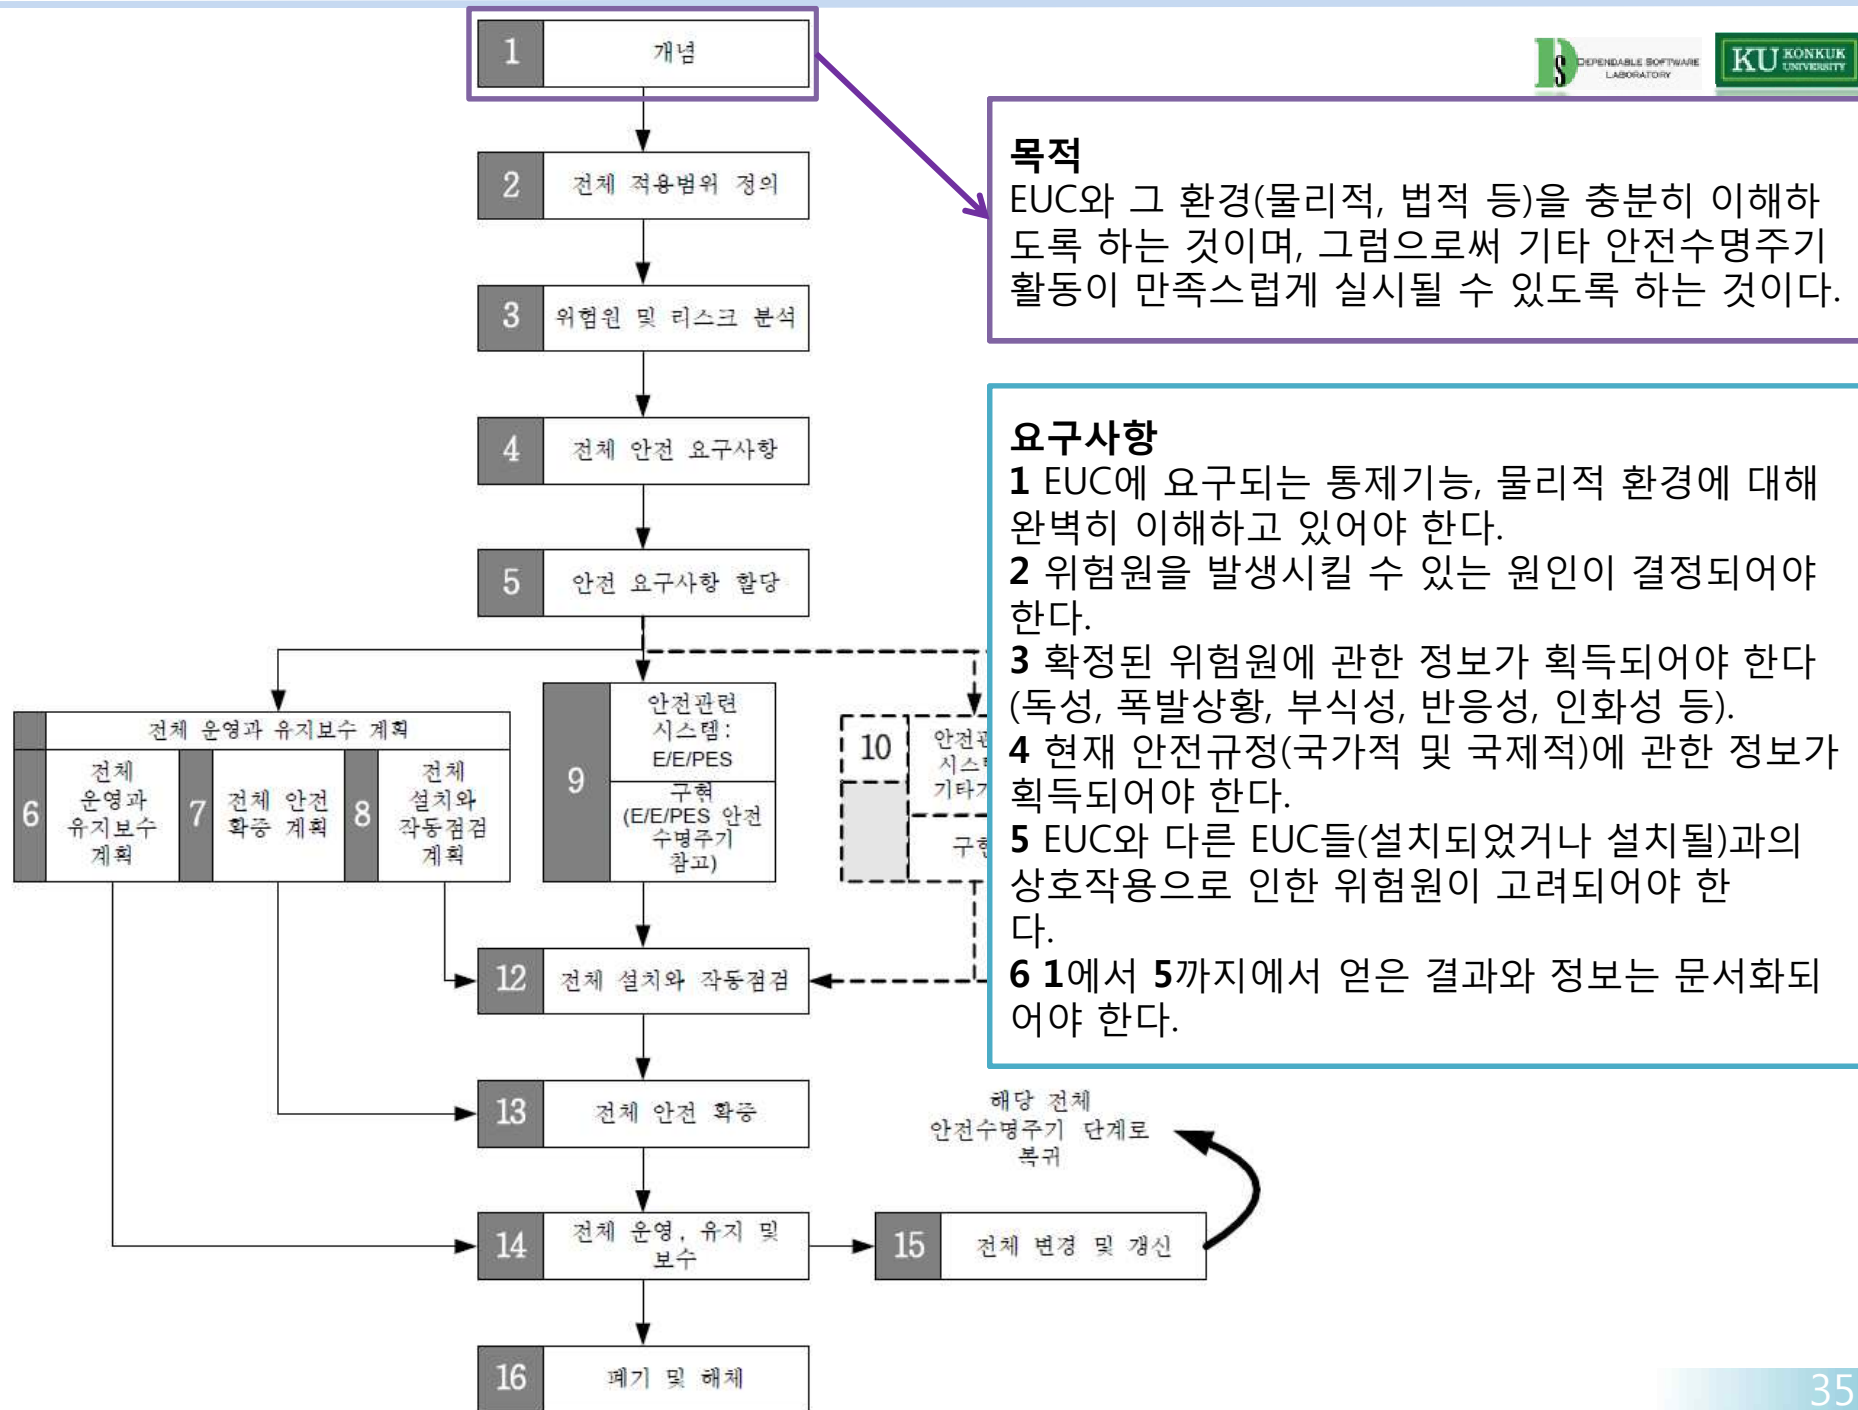 1 개념
DEPENDABLE SOFTWARE
LABORATORY
KU KONKUK
UNIVERSITY
목적
EUC와 그 환경(물리적, 법적 등)을 충분히 이해하
도록 하는 것이며, 그럼으로써 기타 안전수명주기
활동이 만족스럽게 실시될 수 있도록 하는 것이다.
2 전체 적용범위 정의
3 위험원 및 리스크 분석
4 전체 안전 요구사항
5 안전 요구사항 할당
요구사항
1 EUC에 요구되는 통제기능, 물리적 환경에 대해
완벽히 이해하고 있어야 한다.
2 위험원을 발생시킬 수 있는 원인이 결정되어야
한다.
3 확정된 위험원에 관한 정보가 획득되어야 한다
(독성, 폭발상황, 부식성, 반응성, 인화성 등).
4 현재 안전규정(국가적 및 국제적)에 관한 정보가
획득되어야 한다.
5 EUC와 다른 EUC들(설치되었거나 설치될)과의
상호작용으로 인한 위험원이 고려되어야 한
다.
6 1에서 5까지에서 얻은 결과와 정보는 문서화되
어야 한다.
전체 운영과 유지보수 계획
6
전체
운영과
유지보수
계획
7
전체 안전
확증 계획
8
전체
설치와
작동점검
계획
9
안전관련
시스템:
E/E/PES
구현
(E/E/PES 안전
수명주기
참고)
10
12 전체 설치와 작동점검
13 전체 안전 확증
해당 전체
안전수명주기 단계로
복귀
14
전체 운영, 유지 및
보수
15 전체 변경 및 갱신
16 폐기 및 해체
35